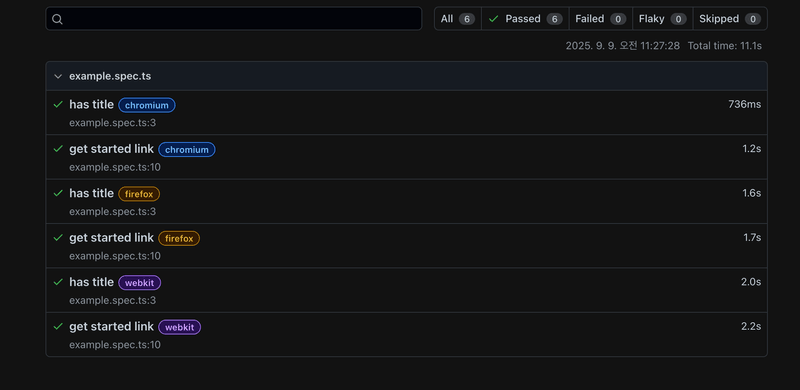 All 6 Passed 6 Failed 0 Flaky 0 Skipped 0
2025. 9. 9. 오전 11:27:28 Total time: 11.1s
example.spec.ts
has title chromium 736ms
example.spec.ts:3
get started link chromium 1.2s
example.spec.ts:10
has title firefox 1.6s
example.spec.ts:3
get started link firefox 1.7s
example.spec.ts:10
has title webkit 2.0s
example.spec.ts:3
get started link webkit 2.2s
example.spec.ts:10